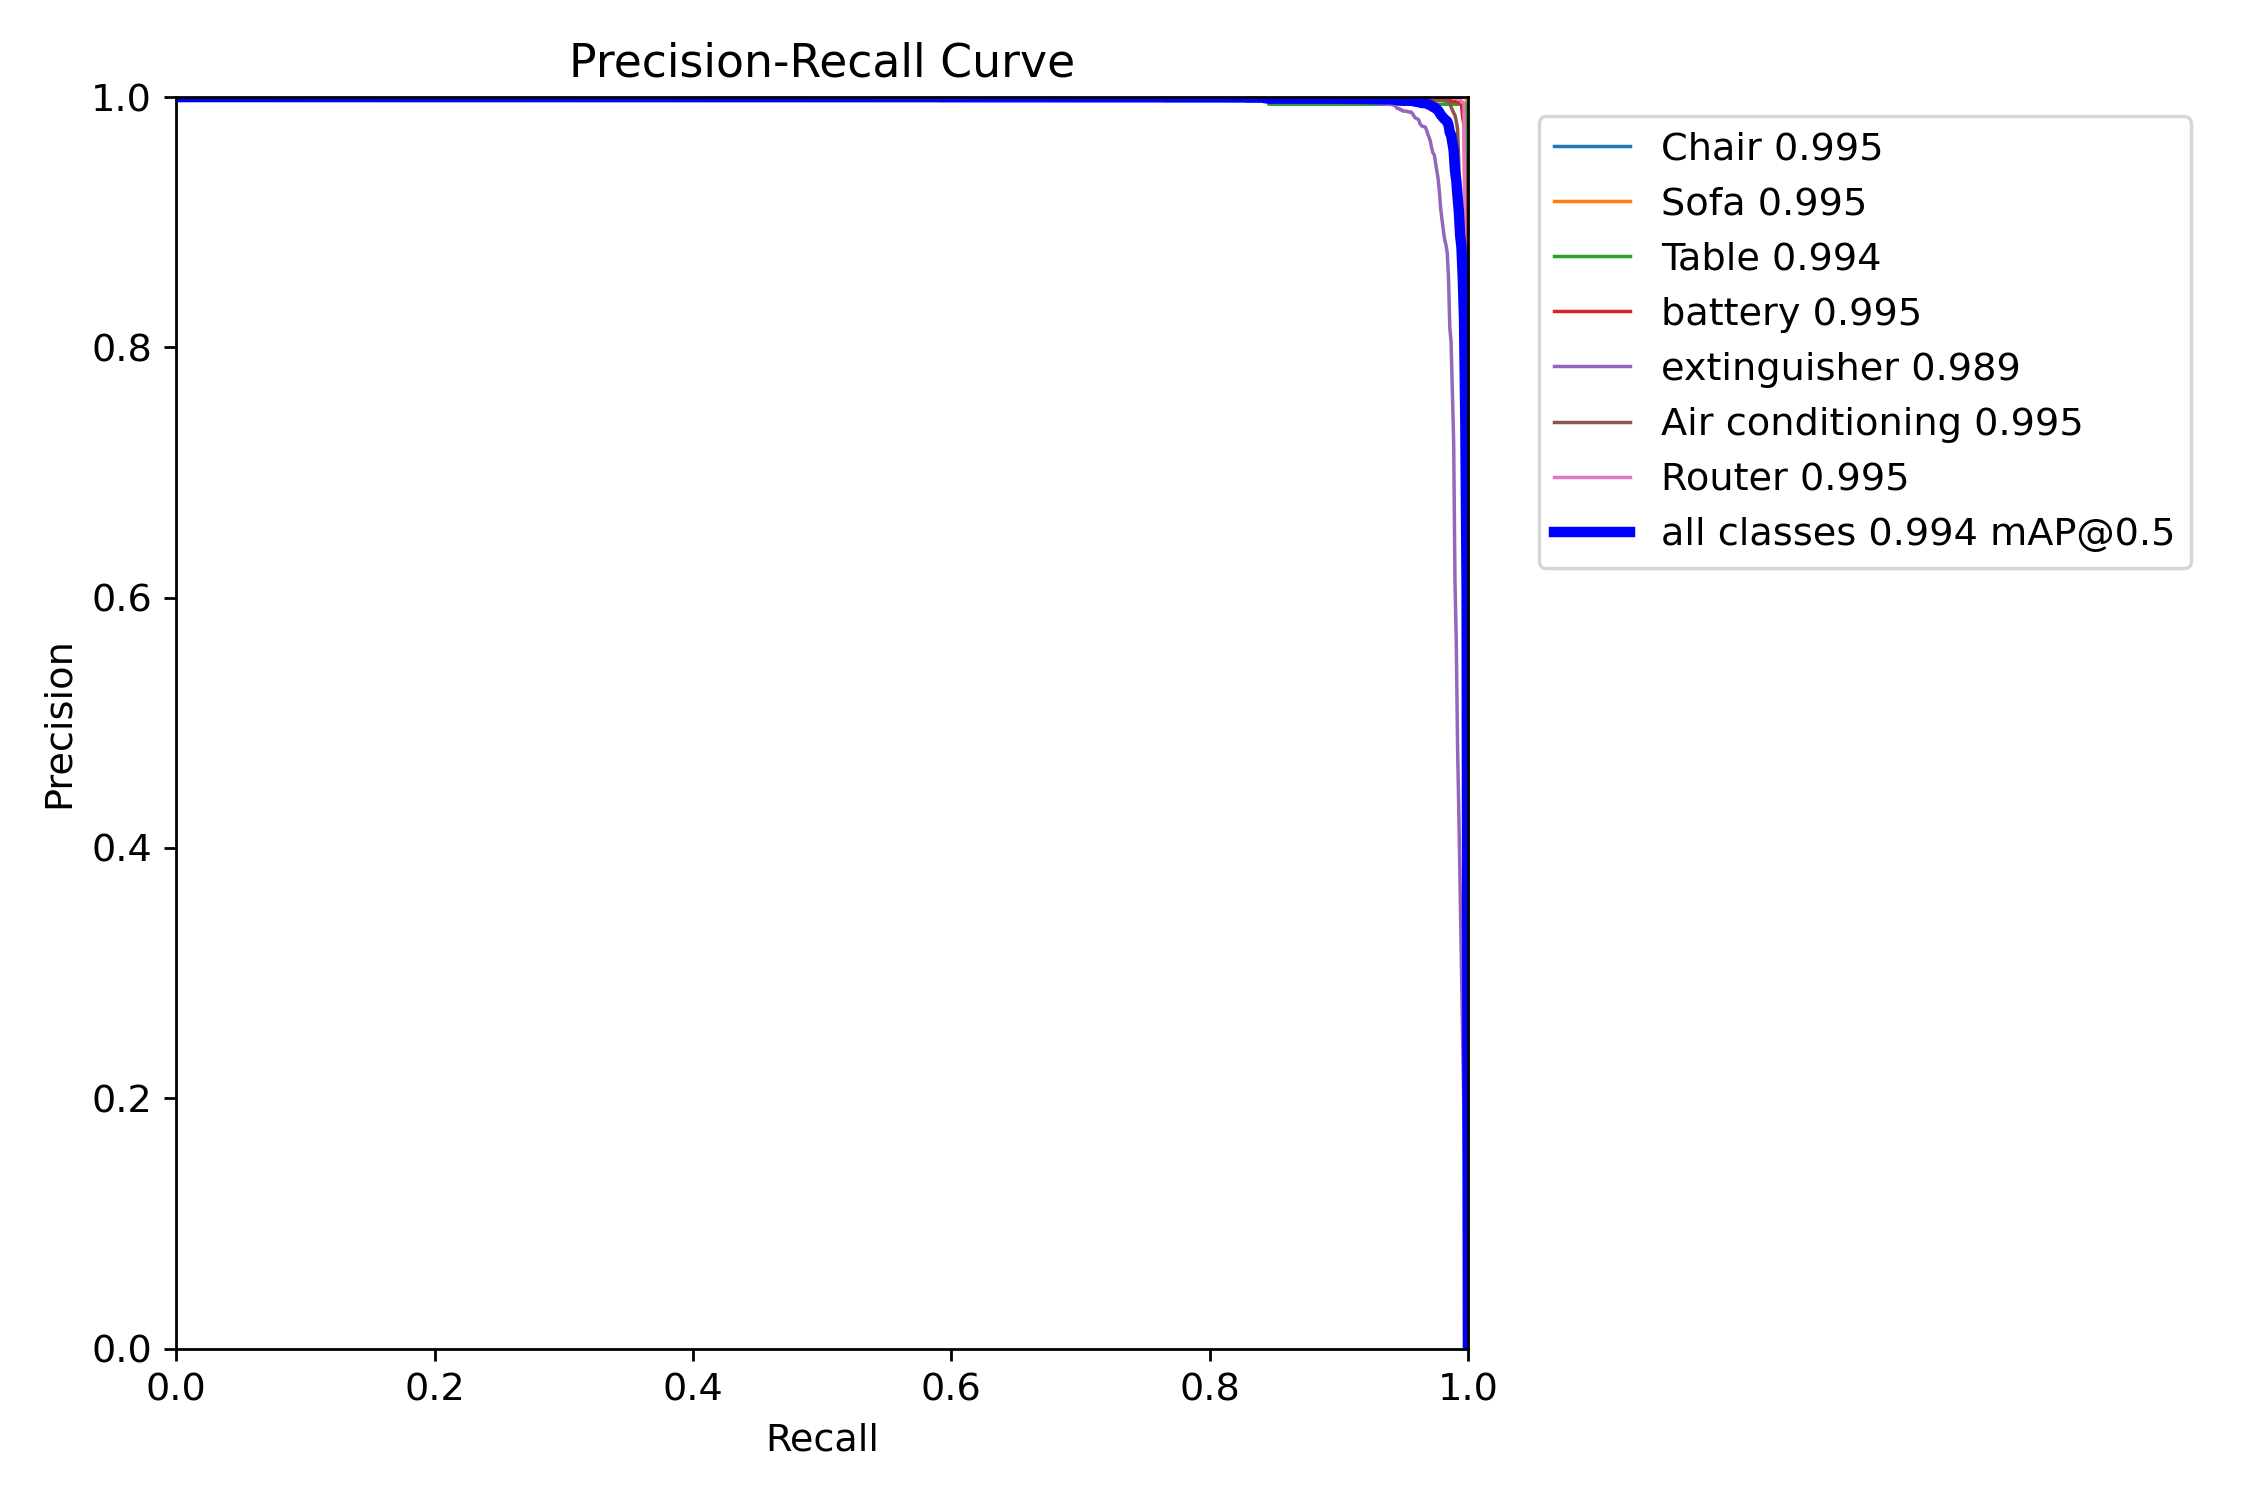 Precision-Recall Curve
1.0
0.8
0.6
0.4
0.2
0.0
Precision
0.0 0.2 0.4 0.6 0.8 1.0
Recall
Chair 0.995
Sofa 0.995
Table 0.994
battery 0.995
extinguisher 0.989
Air conditioning 0.995
Router 0.995
all classes 0.994 mAP@0.5